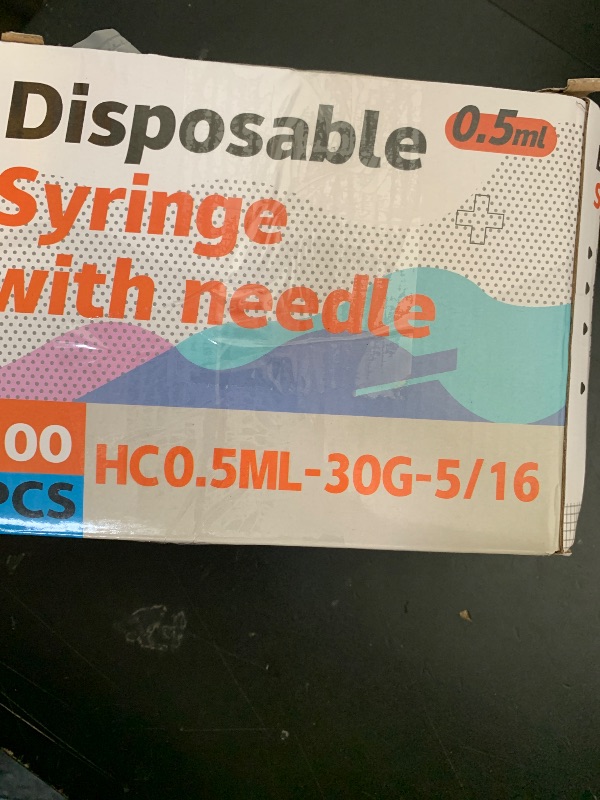 Disposable
0.5ml
Syringe
with needle
00
PCS
HC0.5ML-30G-5/16